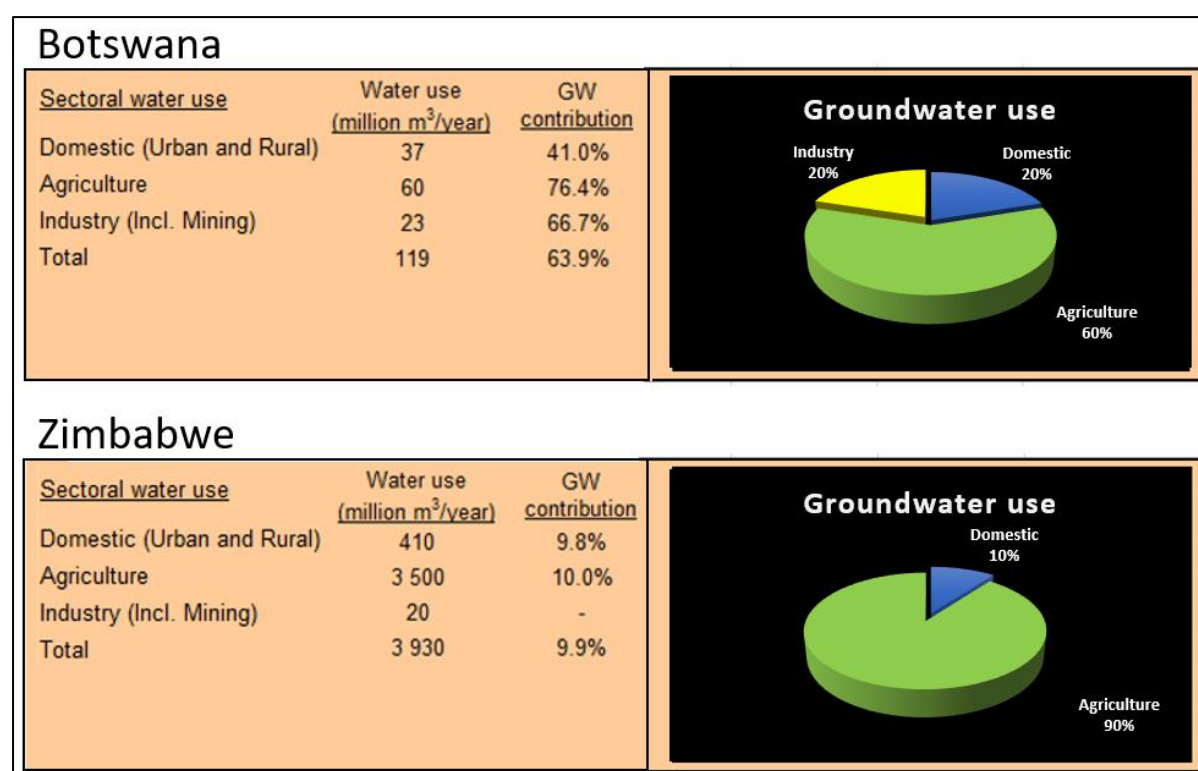 Botswana
Sectoral water use Water use (million m³/year) GW contribution
Domestic (Urban and Rural) 37 41.0%
Agriculture 60 76.4%
Industry (Incl. Mining) 23 66.7%
Total 119 63.9%
Groundwater use
Industry
20%
Domestic
20%
Agriculture
60%
Zimbabwe
Sectoral water use Water use (million m³/year) GW contribution
Domestic (Urban and Rural) 410 9.8%
Agriculture 3 500 10.0%
Industry (Incl. Mining) 20 -
Total 3 930 9.9%
Groundwater use
Domestic
10%
Agriculture
90%